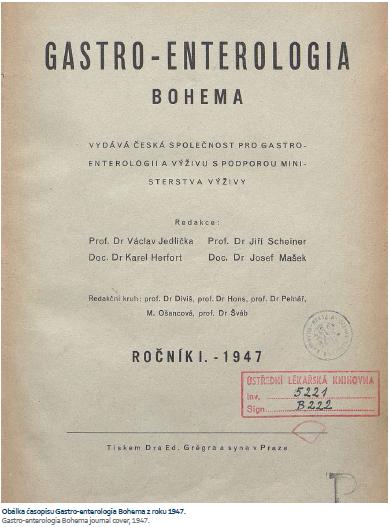 GASTRO-ENTEROLOGIA
BOHEMA
VYDÁVÁ ČESKÁ SPOLEČNOST PRO GASTRO-
ENTEROLOGII A VÝŽIVU S PODPOROU MINI-
STERSTVA VÝŽIVY
Redakce:
Prof. Dr Václav Jedlička Prof. Dr Jiří Scheiner
Doc. Dr Karel Herfort Doc. Dr Josef Mašek
Redakční kruh: prof. Dr Diviš, prof. Dr Hons, prof. Dr Pelnář,
M. Ošancová, prof. Dr Šváb
ROČNÍK I. - 1947
ÚSTŘEDNÍ LÉKAŘSKÁ KNIHOVNA
Inv. 5221
Sign. B222
Tiskem Dra Ed. Grégra a syna v Praze
P
Obálka časopisu Gastro-enterologia Bohema z roku 1947.
Gastro-enterologia Bohema journal cover, 1947.